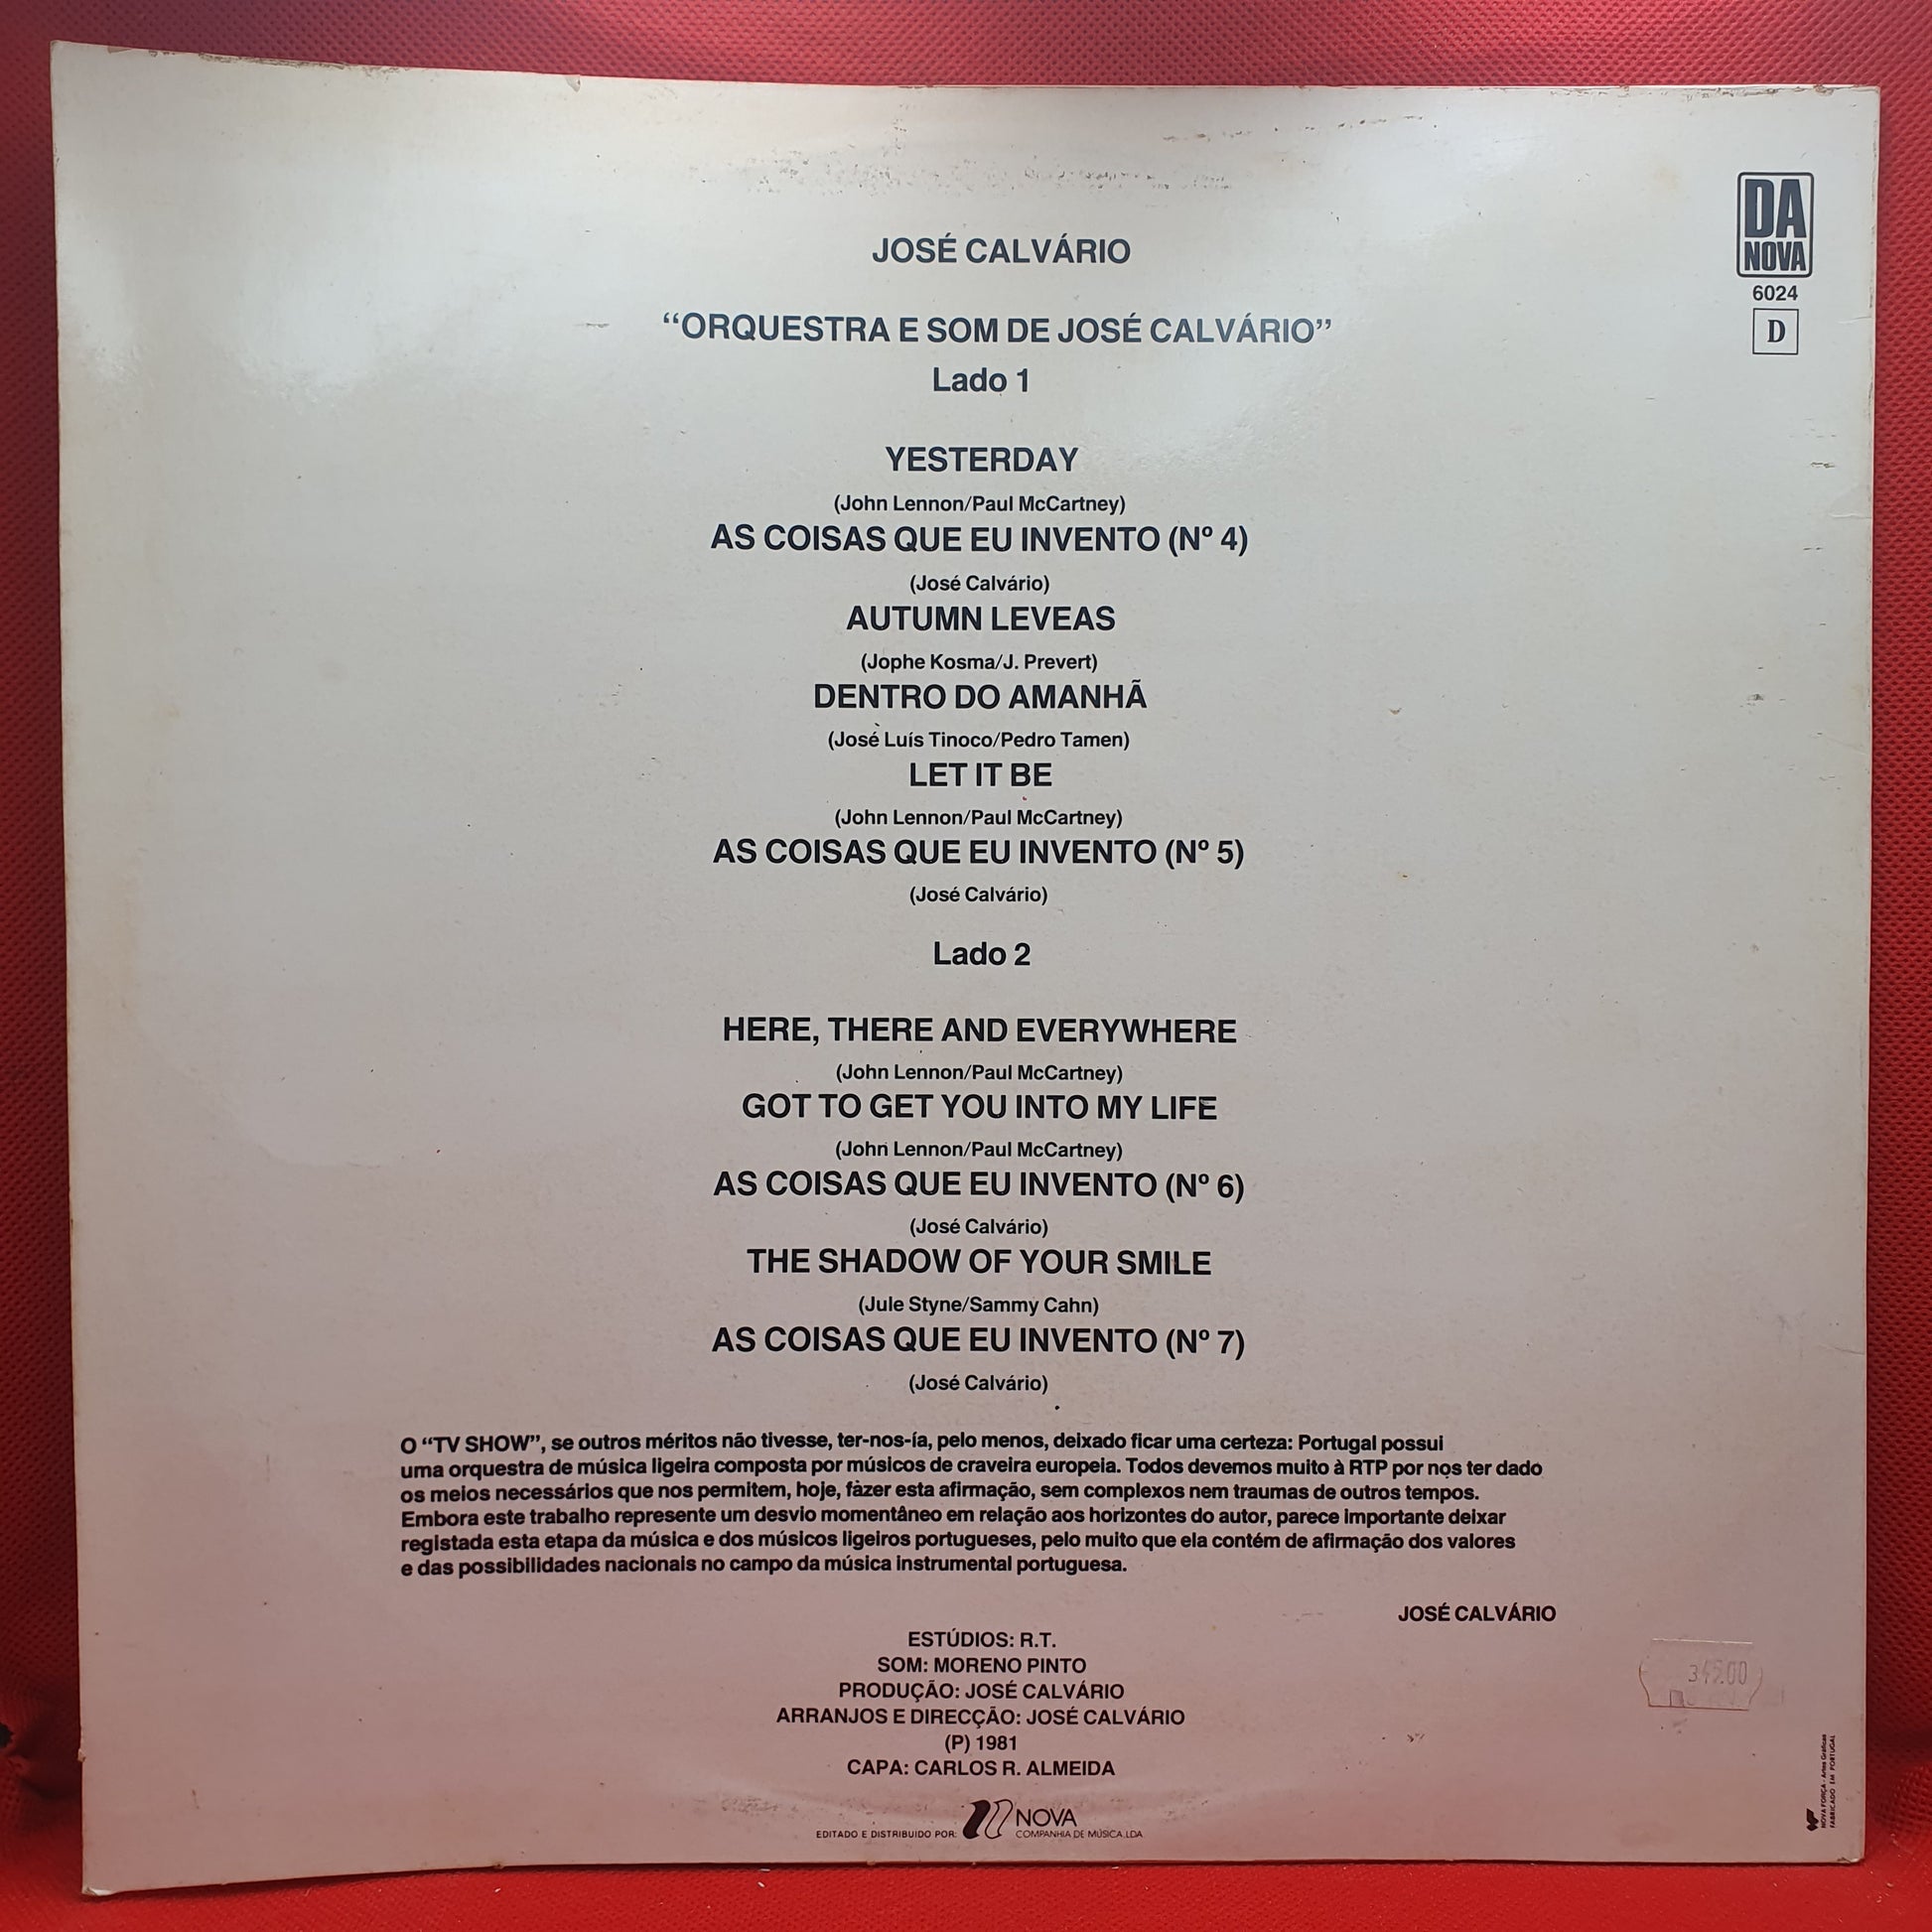 DA
NOVA
6024
D
JOSÉ CALVÁRIO
“ORQUESTRA E SOM DE JOSÉ CALVÁRIO”
Lado 1
YESTERDAY
(John Lennon/Paul McCartney)
AS COISAS QUE EU INVENTO (Nº 4)
(José Calvário)
AUTUMN LEVEAS
(Jophe Kosma/J. Prevert)
DENTRO DO AMANHÃ
(José Luís Tinoco/Pedro Tamen)
LET IT BE
(John Lennon/Paul McCartney)
AS COISAS QUE EU INVENTO (Nº 5)
(José Calvário)
Lado 2
HERE, THERE AND EVERYWHERE
(John Lennon/Paul McCartney)
GOT TO GET YOU INTO MY LIFE
(John Lennon/Paul McCartney)
AS COISAS QUE EU INVENTO (Nº 6)
(José Calvário)
THE SHADOW OF YOUR SMILE
(Jule Styne/Sammy Cahn)
AS COISAS QUE EU INVENTO (Nº 7)
(José Calvário)
O “TV SHOW”, se outros méritos não tivesse, ter-nos-ía, pelo menos, deixado ficar uma certeza: Portugal possui
uma orquestra de música ligeira composta por músicos de craveira europeia. Todos devemos muito à RTP por nos ter dado
os meios necessários que nos permitem, hoje, fazer esta afirmação, sem complexos nem traumas de outros tempos.
Embora este trabalho represente um desvio momentâneo em relação aos horizontes do autor, parece importante deixar
registada esta etapa da música e dos músicos ligeiros portugueses, pelo muito que ela contém de afirmação dos valores
e das possibilidades nacionais no campo da música instrumental portuguesa.
JOSÉ CALVÁRIO
ESTÚDIOS: R.T.
SOM: MORENO PINTO
PRODUÇÃO: JOSÉ CALVÁRIO
ARRANJOS E DIRECÇÃO: JOSÉ CALVÁRIO
(P) 1981
CAPA: CARLOS R. ALMEIDA
EDITADO E DISTRIBUIDO POR: NOVA
COMPANHIA DE MÚSICA, LDA
NOVA FORÇA - Artes Gráficas
FABRICADO EM PORTUGAL